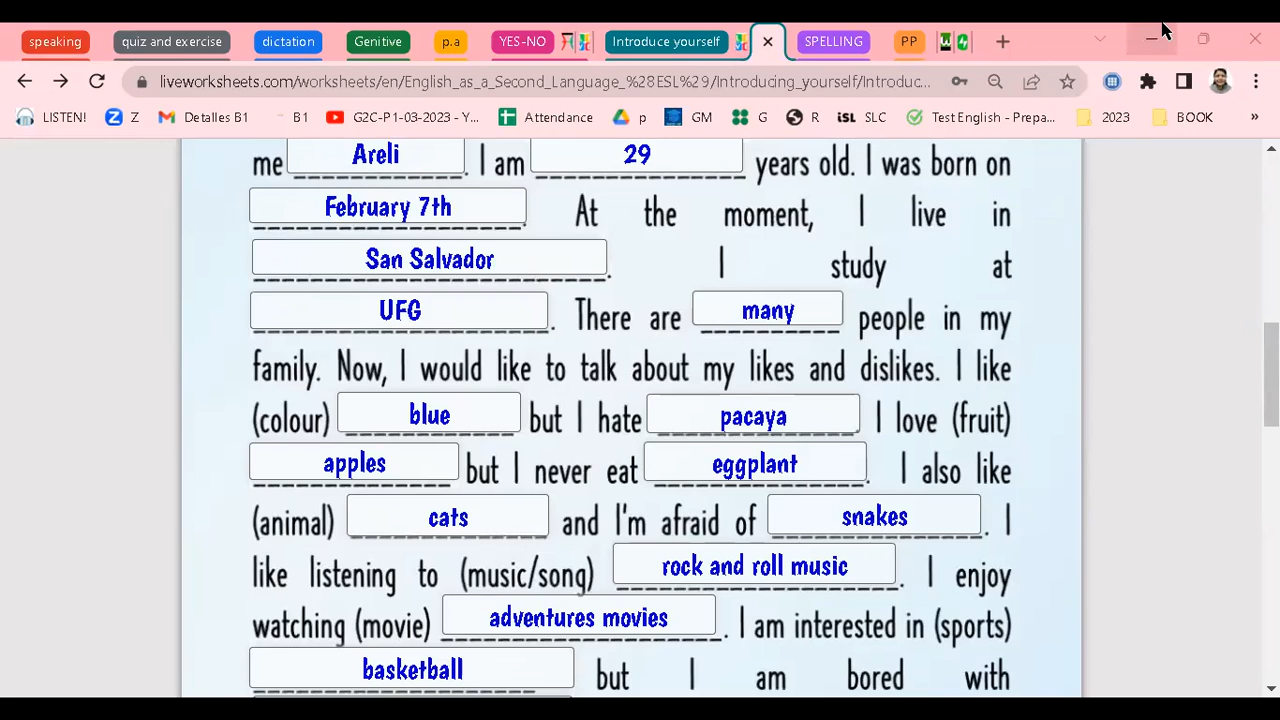 speaking quiz and exercise dictation Genitive p.a YES-NO Introduce yourself SPELLING PP
liveworksheets.com/worksheets/en/English_as_a_Second_Language_%28ESL%29/Introducing_yourself/Introduc...
LISTEN! Z Detalles B1 B1 G2C-P1-03-2023 - Y... Attendance p GM G R iSL SLC Test English - Prepa... 2023 BOOK »
me Areli. I am 29 years old. I was born on
February 7th. At the moment, I live in
San Salvador. I study at
UFG. There are many people in my
family. Now, I would like to talk about my likes and dislikes. I like
(colour) blue but I hate pacaya. I love (fruit)
apples but I never eat eggplant. I also like
(animal) cats and I'm afraid of snakes. I
like listening to (music/song) rock and roll music. I enjoy
watching (movie) adventures movies. I am interested in (sports)
basketball but I am bored with